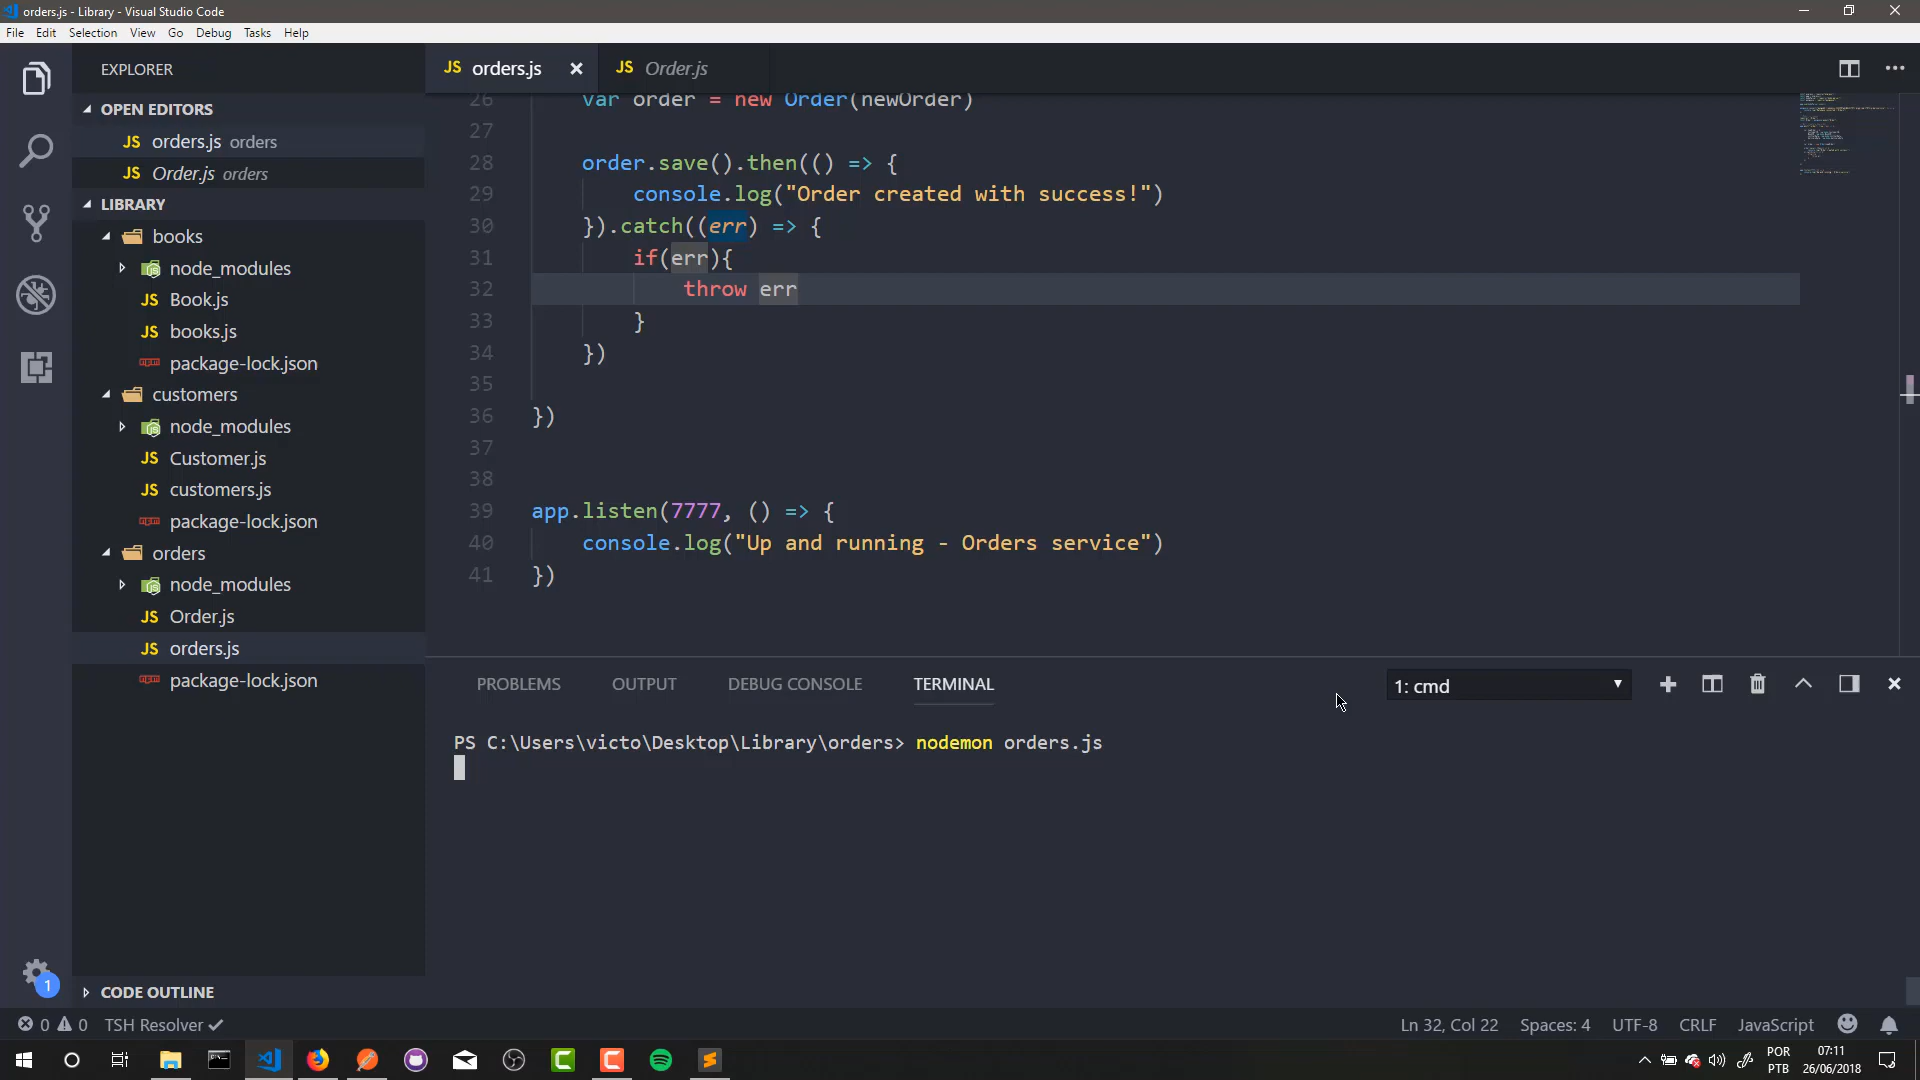 orders.js - Library - Visual Studio Code
File Edit Selection View Go Debug Tasks Help
EXPLORER
OPEN EDITORS
JS orders.js orders
JS Order.js orders
LIBRARY
books
node_modules
JS Book.js
JS books.js
package-lock.json
customers
node_modules
JS Customer.js
JS customers.js
package-lock.json
orders
node_modules
JS Order.js
JS orders.js
package-lock.json
CODE OUTLINE
JS orders.js JS Order.js
26 var order = new Order(newOrder)
27
28 order.save().then(() => {
29 console.log("Order created with success!")
30 }).catch((err) => {
31 if(err){
32 throw err
33 }
34 })
35
36 })
37
38
39 app.listen(7777, () => {
40 console.log("Up and running - Orders service")
41 })
PROBLEMS OUTPUT DEBUG CONSOLE TERMINAL 1: cmd
PS C:\Users\victo\Desktop\Library\orders> nodemon orders.js
1
0 0 TSH Resolver Ln 32, Col 22 Spaces: 4 UTF-8 CRLF JavaScript
POR 07:11
PTB 26/06/2018